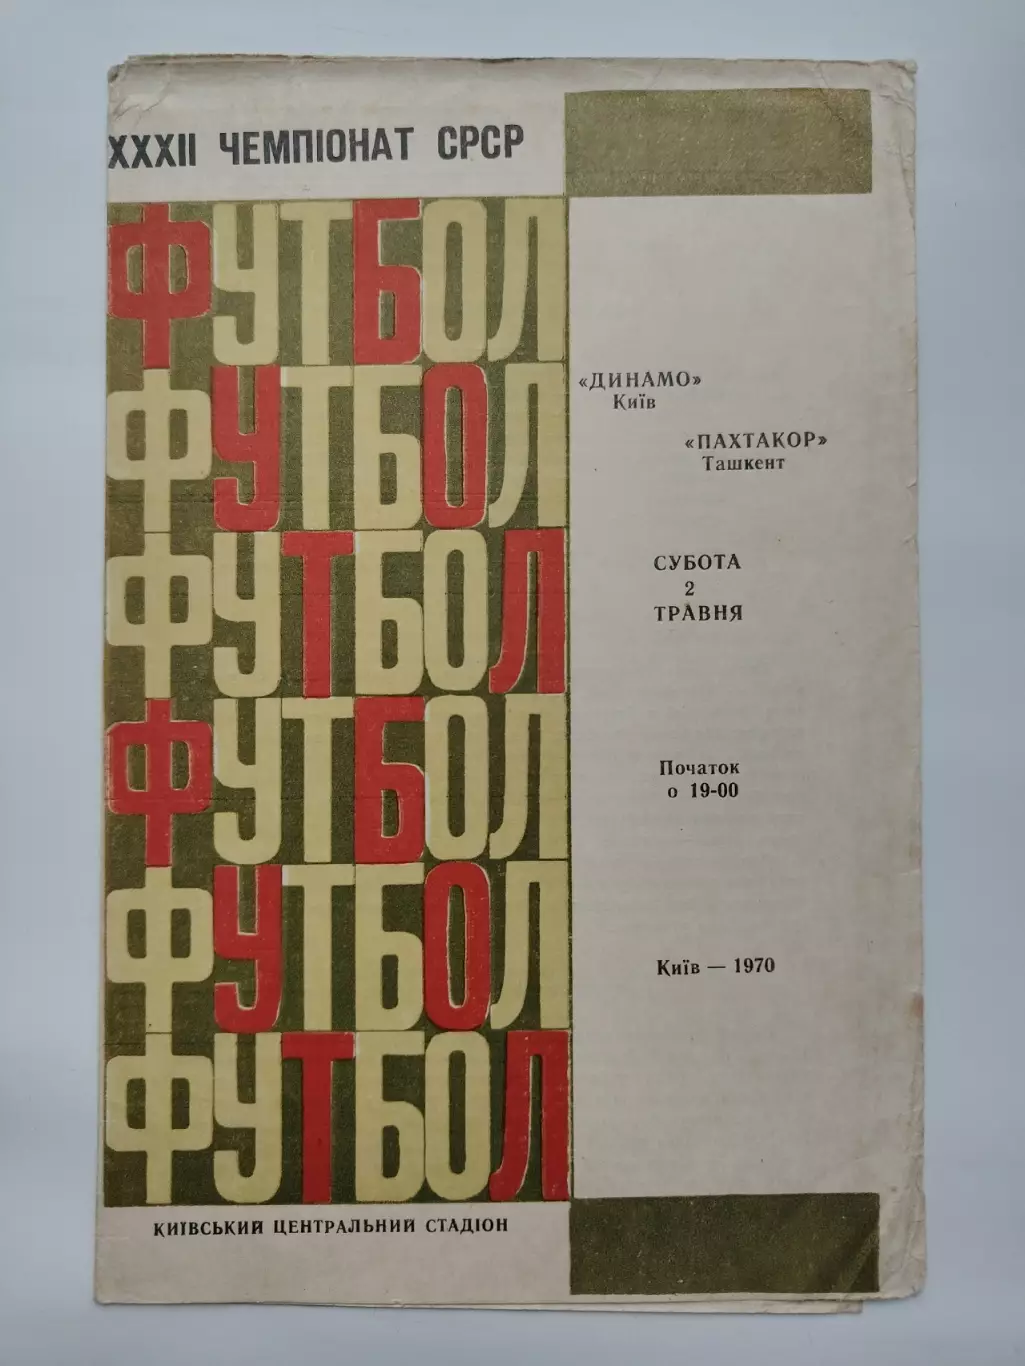 XXXII ЧЕМПІОНАТ СРСР
ФУТБОЛ
ФУТБОЛ
ФУТБОЛ
ФУТБОЛ
ФУТБОЛ
ФУТБОЛ
КИЇВСЬКИЙ ЦЕНТРАЛЬНИЙ СТАДІОН
«ДИНАМО»
Київ
«ПАХТАКОР»
Ташкент
СУБОТА
2
ТРАВНЯ
Початок
о 19-00
Київ — 1970